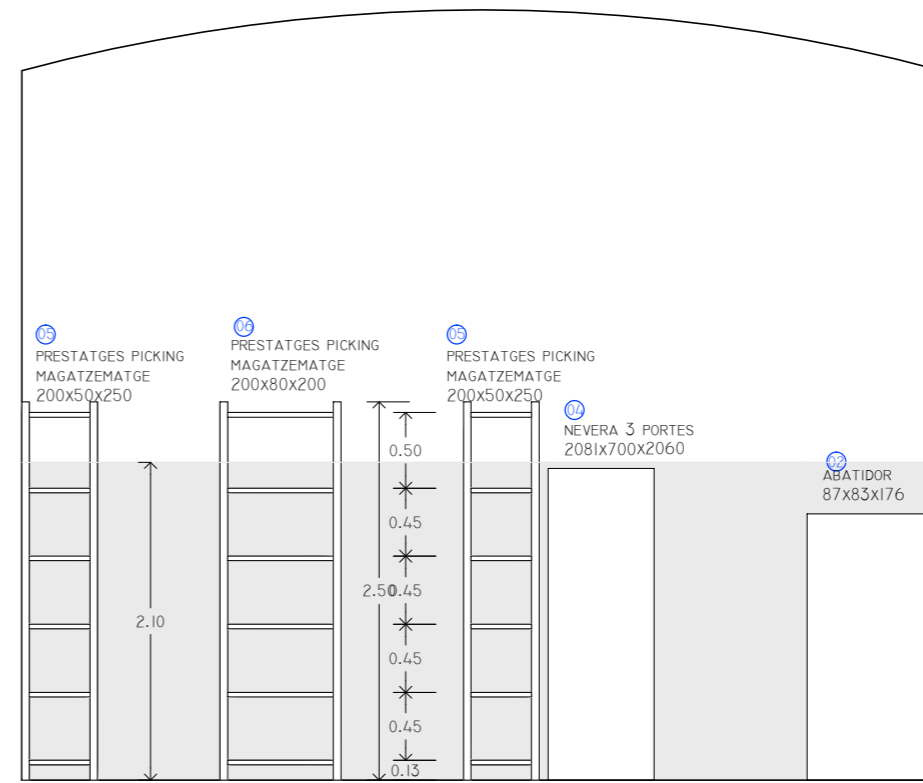 05
PRESTATGES PICKING
MAGATZEMATGE
200x50x250
06
PRESTATGES PICKING
MAGATZEMATGE
200x80x200
05
PRESTATGES PICKING
MAGATZEMATGE
200x50x250
04
NEVERA 3 PORTES
2081x700x2060
02
ABATIDOR
87x83x176
2.10
2.50
0.50
0.45
0.45
0.45
0.45
0.13